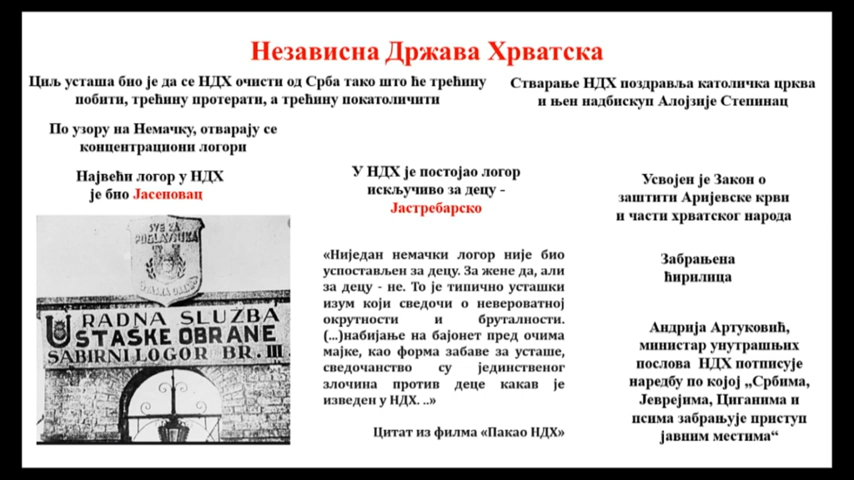 Независна Држава Хрватска
Циљ усташа био је да се НДХ очисти од Срба тако што ће трећину
побити, трећину протерати, а трећину покатоличити
Стварање НДХ поздравља католичка црква
и њен надбискуп Алојзије Степинац
По узору на Немачку, отварају се
концентрациони логори
Највећи логор у НДХ
је био Јасеновац
У НДХ је постојао логор
искључиво за децу -
Јастребарско
Усвојен је Закон о
заштити Аријевске крви
и части хрватског народа
SVE ZA
POGLAVNIKA
RADNA SLUŽBA
USTAŠKE OBRANE
SABIRNI LOGOR BR. III
«Ниједан немачки логор није био
успостављен за децу. За жене да, али
за децу - не. То је типично усташки
изум који сведочи о невероватној
окрутности и бруталности.
(...)набијање на бајонет пред очима
мајке, као форма забаве за усташе,
сведочанство су јединственог
злочина против деце какав је
изведен у НДХ. ..»
Цитат из филма «Пакао НДХ»
Забрањена
ћирилица
Андрија Артуковић,
министар унутрашњих
послова НДХ потписује
наредбу по којој „Србима,
Јеврејима, Циганима и
псима забрањује приступ
јавним местима“